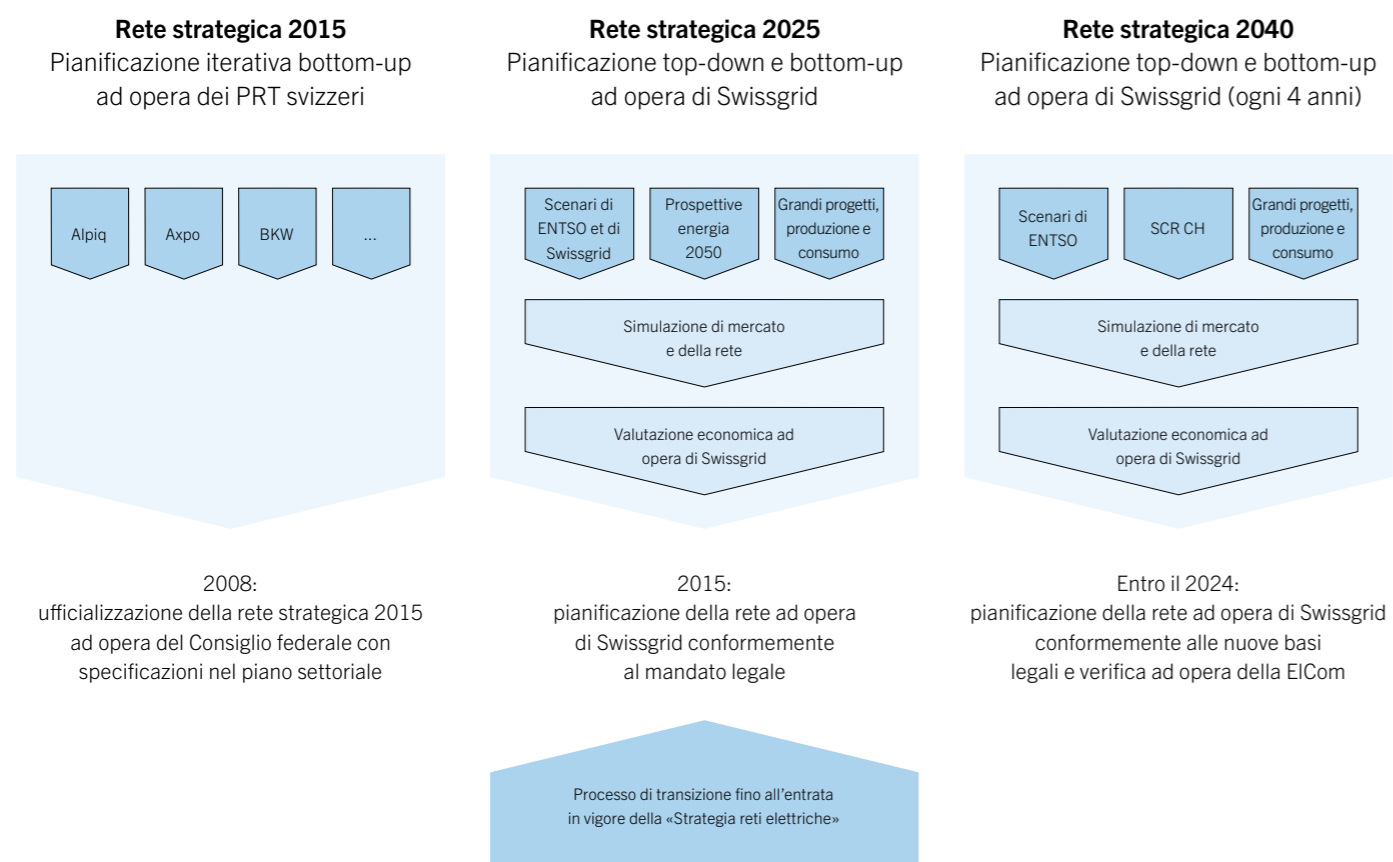 Rete strategica 2015
Pianificazione iterativa bottom-up
ad opera dei PRT svizzeri
Alpiq
Axpo
BKW
...
2008:
ufficializzazione della rete strategica 2015
ad opera del Consiglio federale con
specificazioni nel piano settoriale
Rete strategica 2025
Pianificazione top-down e bottom-up
ad opera di Swissgrid
Scenari di
ENTSO et di
Swissgrid
Prospettive
energia
2050
Grandi progetti,
produzione e
consumo
Simulazione di mercato
e della rete
Valutazione economica ad
opera di Swissgrid
2015:
pianificazione della rete ad opera
di Swissgrid conformemente
al mandato legale
Processo di transizione fino all'entrata
in vigore della «Strategia reti elettriche»
Rete strategica 2040
Pianificazione top-down e bottom-up
ad opera di Swissgrid (ogni 4 anni)
Scenari di
ENTSO
SCR CH
Grandi progetti,
produzione e
consumo
Simulazione di mercato
e della rete
Valutazione economica ad
opera di Swissgrid
Entro il 2024:
pianificazione della rete ad opera di Swissgrid
conformemente alle nuove basi
legali e verifica ad opera della ElCom